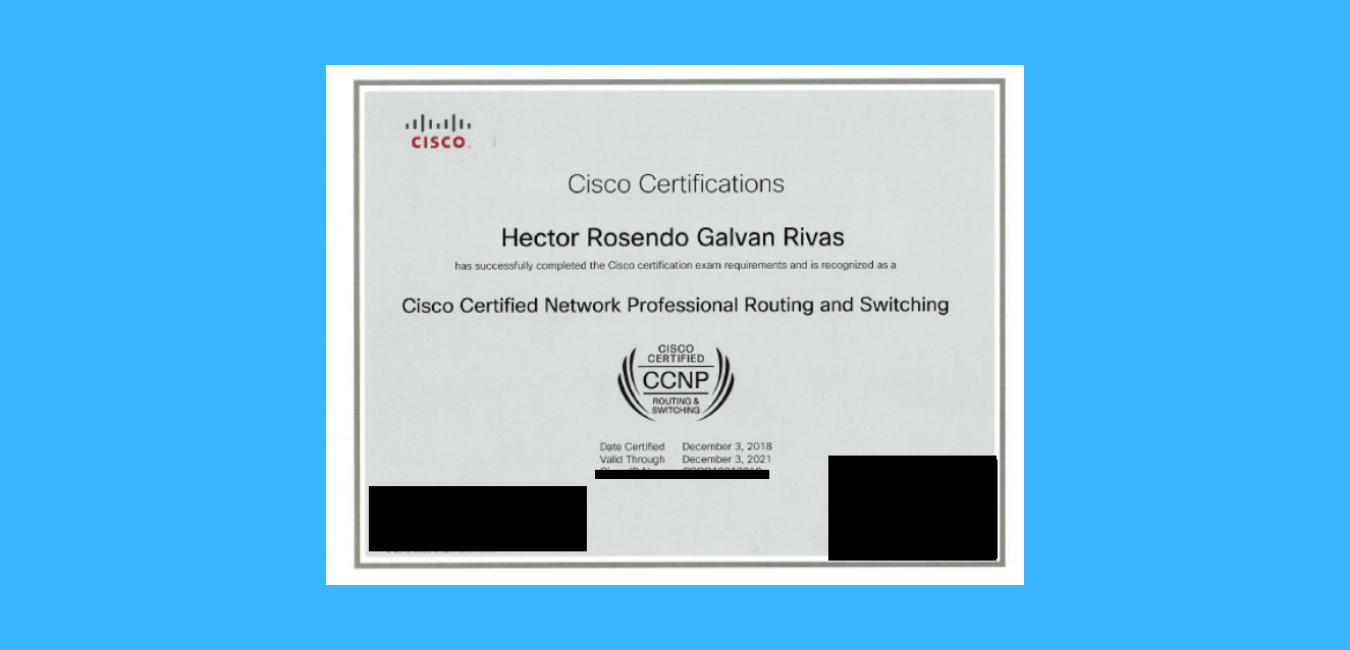 CISCO
Cisco Certifications
Hector Rosendo Galvan Rivas
has successfully completed the Cisco certification exam requirements and is recognized as a
Cisco Certified Network Professional Routing and Switching
CISCO
CERTIFIED
CCNP
ROUTING &
SWITCHING
Date Certified December 3, 2018
Valid Through December 3, 2021